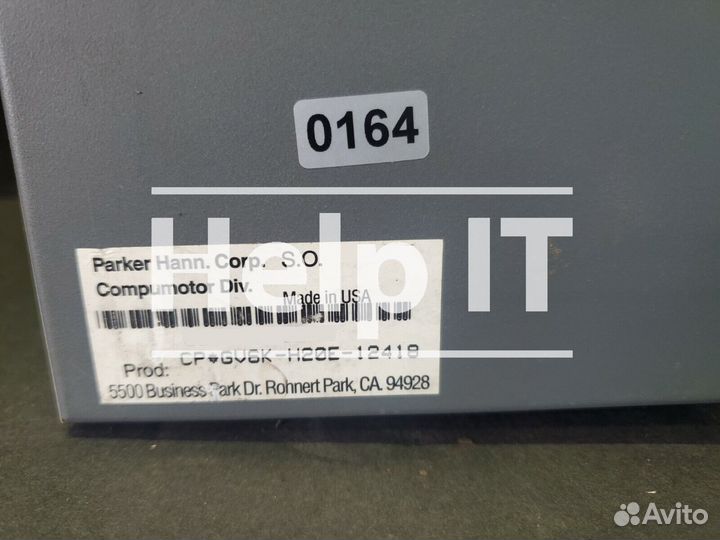 0164
Help IT
Parker Hann. Corp. S.O.
Compumotor Div.
Made in USA
Prod: CP*GV6K-H20E-12418
5500 Business Park Dr. Rohnert Park, CA. 94928
Avito